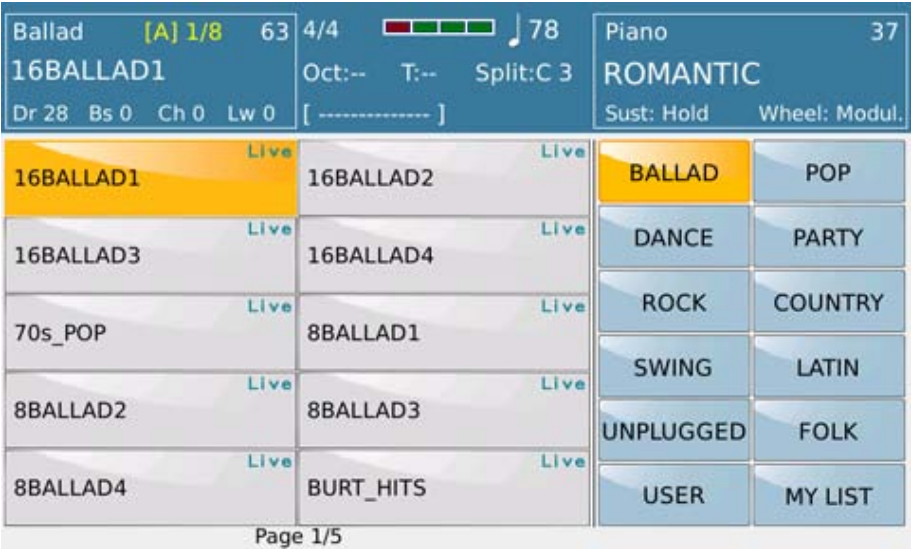 Ballad [A] 1/8 63
16BALLAD1
Dr 28 Bs 0 Ch 0 Lw 0
4/4 78
Oct:-- T:-- Split:C 3
[ -------------- ]
Piano 37
ROMANTIC
Sust: Hold Wheel: Modul.
Live Live
16BALLAD1 16BALLAD2
Live Live
16BALLAD3 16BALLAD4
Live Live
70s_POP 8BALLAD1
Live Live
8BALLAD2 8BALLAD3
Live Live
8BALLAD4 BURT_HITS
Page 1/5
BALLAD POP
DANCE PARTY
ROCK COUNTRY
SWING LATIN
UNPLUGGED FOLK
USER MY LIST